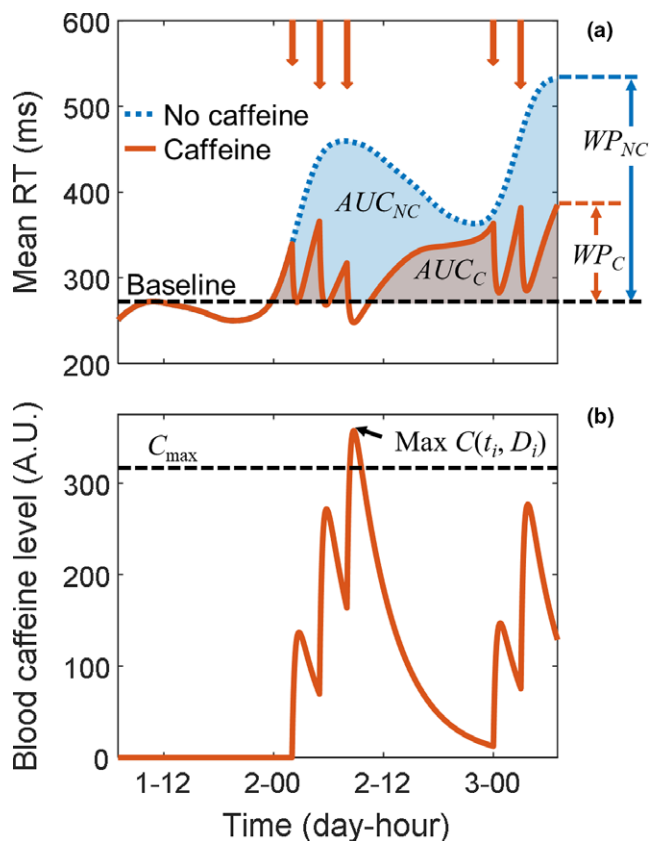 (a)
600
500
400
300
200
Mean RT (ms)
No caffeine
Caffeine
Baseline
AUC_NC
AUC_C
WP_NC
WP_C
(b)
C_max
Max C(t_i, D_i)
300
200
100
0
Blood caffeine level (A.U.)
1-12 2-00 2-12 3-00
Time (day-hour)